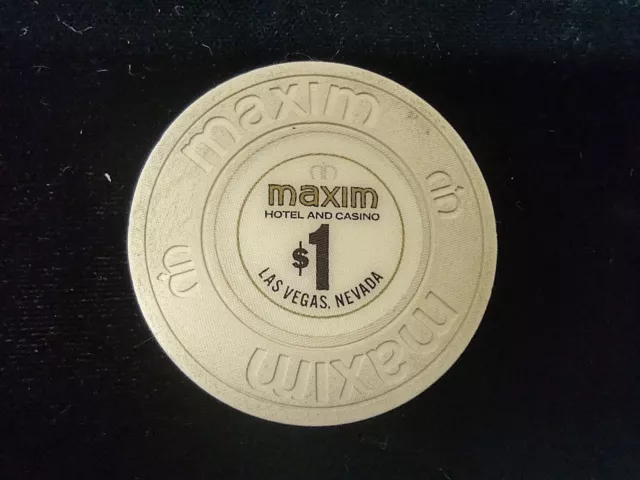 maxim
maxim
HOTEL AND CASINO
$1
LAS VEGAS, NEVADA
maxim